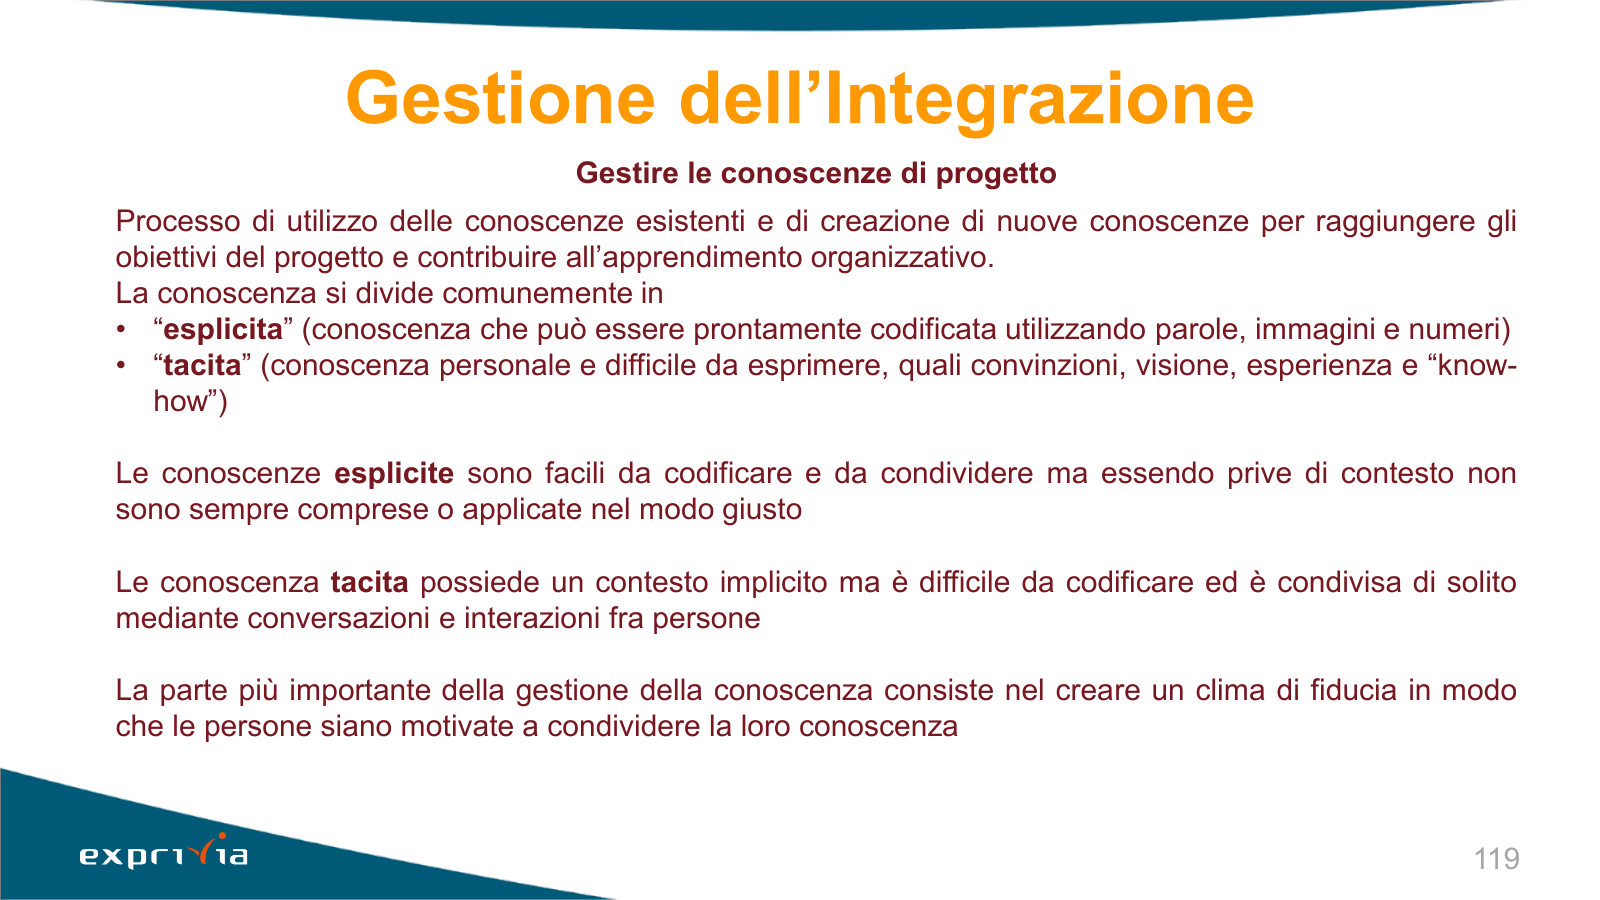 Gestione dell’Integrazione
Gestire le conoscenze di progetto
Processo di utilizzo delle conoscenze esistenti e di creazione di nuove conoscenze per raggiungere gli
obiettivi del progetto e contribuire all’apprendimento organizzativo.
La conoscenza si divide comunemente in
• “esplicita” (conoscenza che può essere prontamente codificata utilizzando parole, immagini e numeri)
• “tacita” (conoscenza personale e difficile da esprimere, quali convinzioni, visione, esperienza e “know-
how”)
Le conoscenze esplicite sono facili da codificare e da condividere ma essendo prive di contesto non
sono sempre comprese o applicate nel modo giusto
Le conoscenza tacita possiede un contesto implicito ma è difficile da codificare ed è condivisa di solito
mediante conversazioni e interazioni fra persone
La parte più importante della gestione della conoscenza consiste nel creare un clima di fiducia in modo
che le persone siano motivate a condividere la loro conoscenza
exprivia
119